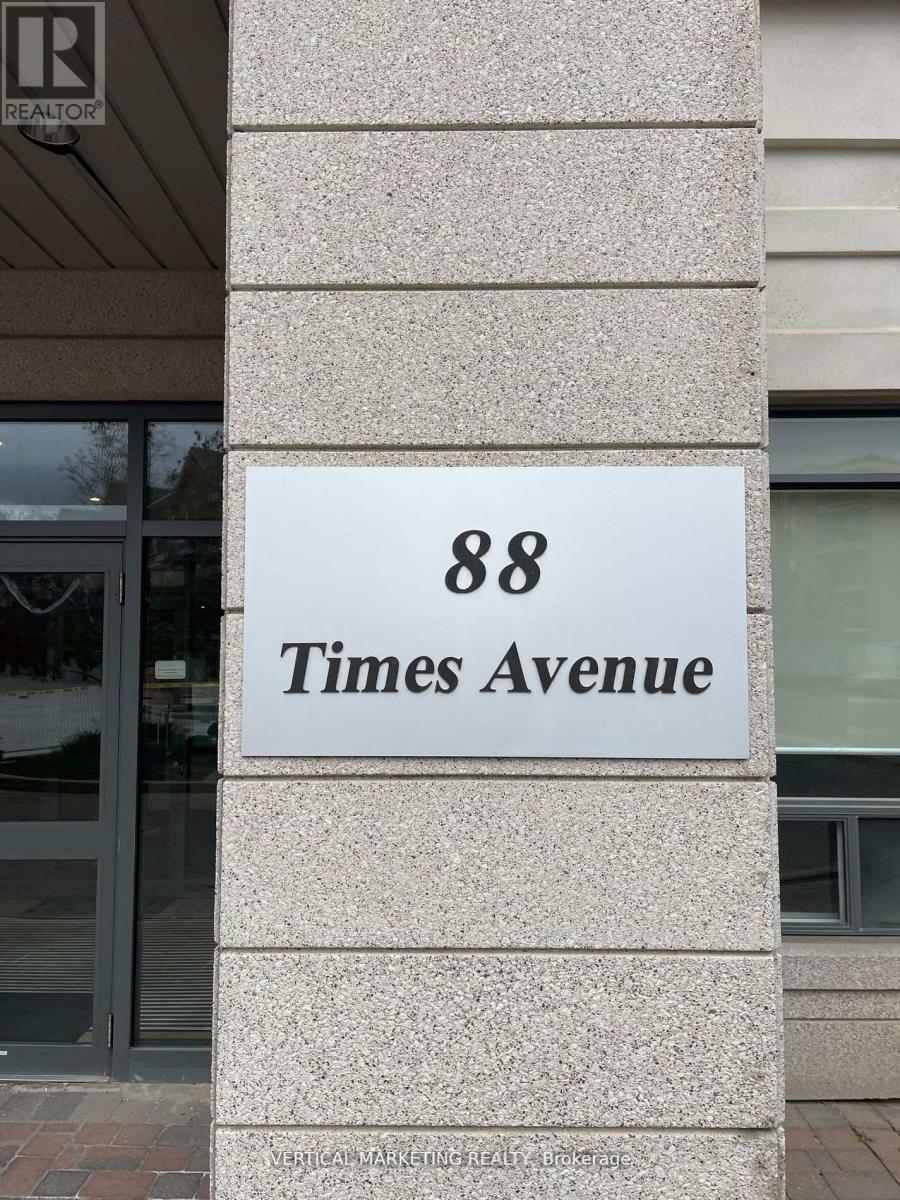 R
REALTOR®
88
Times Avenue
VERTICAL MARKETING REALTY, Brokerage